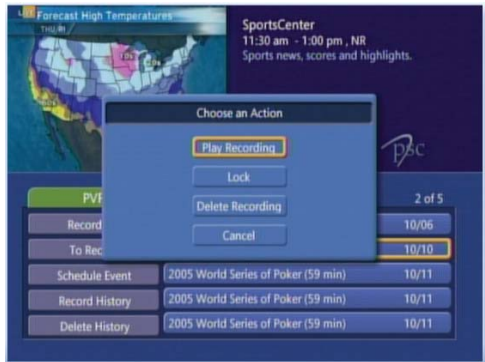 Forecast High Temperatures
SportsCenter
11:30 am - 1:00 pm , NR
Sports news, scores and highlights.
Choose an Action
Play Recording
Lock
Delete Recording
Cancel
psc
2 of 5
Record
10/06
To Rec
10/10
Schedule Event
2005 World Series of Poker (59 min)
10/11
Record History
2005 World Series of Poker (59 min)
10/11
Delete History
2005 World Series of Poker (59 min)
10/11